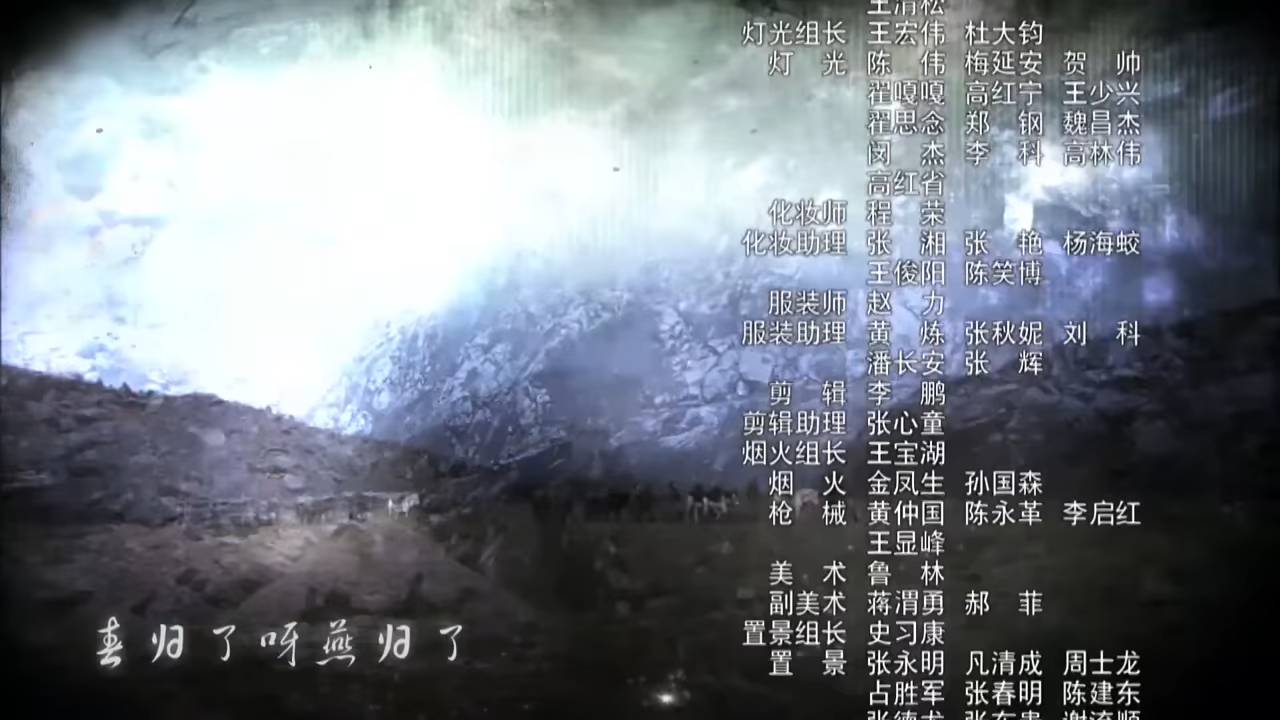 王清松
灯光组长 王宏伟 杜大钧
灯光 陈伟 梅延安 贺帅
翟嘎嘎 高红宁 王少兴
翟思念 郑钢 魏昌杰
闵杰 李科 高林伟
高红省
化妆师 程荣
化妆助理 张湘 张艳 杨海蛟
王俊阳 陈笑博
服装师 赵力
服装助理 黄炼 张秋妮 刘科
潘长安 张辉
剪辑 李鹏
剪辑助理 张心童
烟火组长 王宝湖
烟火 金凤生 孙国森
枪械 黄仲国 陈永革 李启红
王显峰
美术 鲁林
副美术 蒋渭勇 郝菲
置景组长 史习康
置景 张永明 凡清成 周士龙
占胜军 张春明 陈建东
春归了呀燕归了